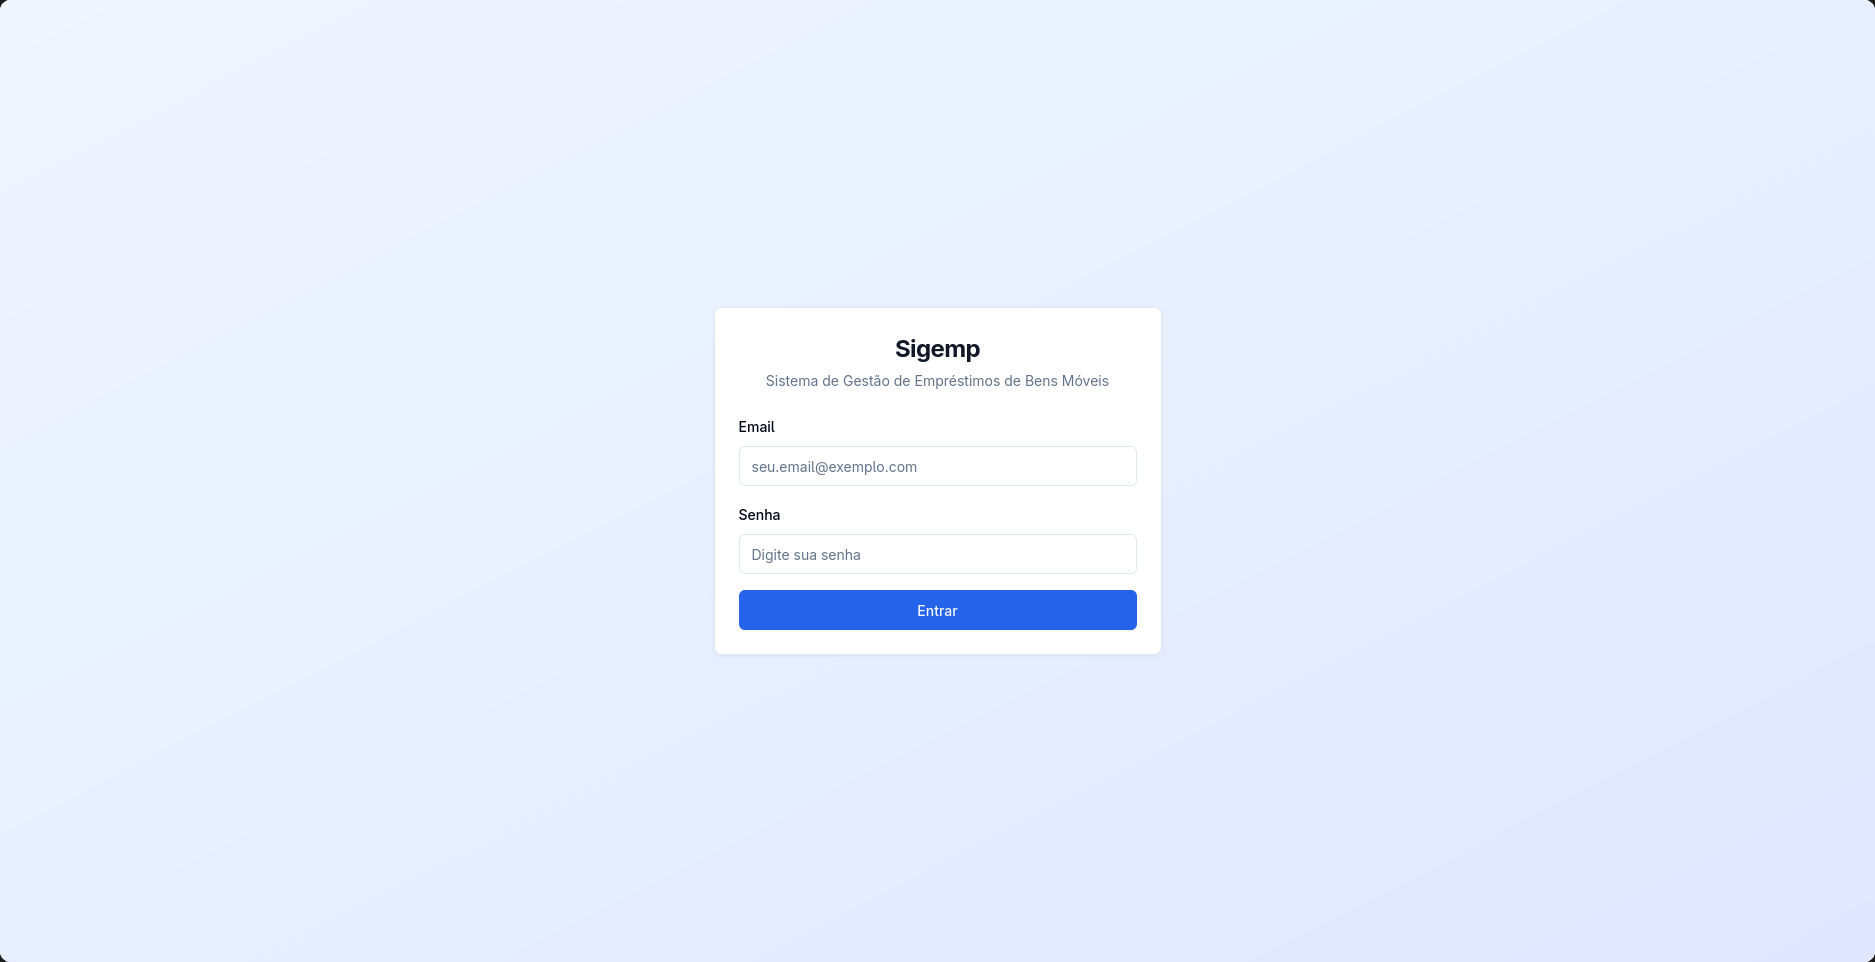 Sigemp
Sistema de Gestão de Empréstimos de Bens Móveis
Email
seu.email@exemplo.com
Senha
Digite sua senha
Entrar